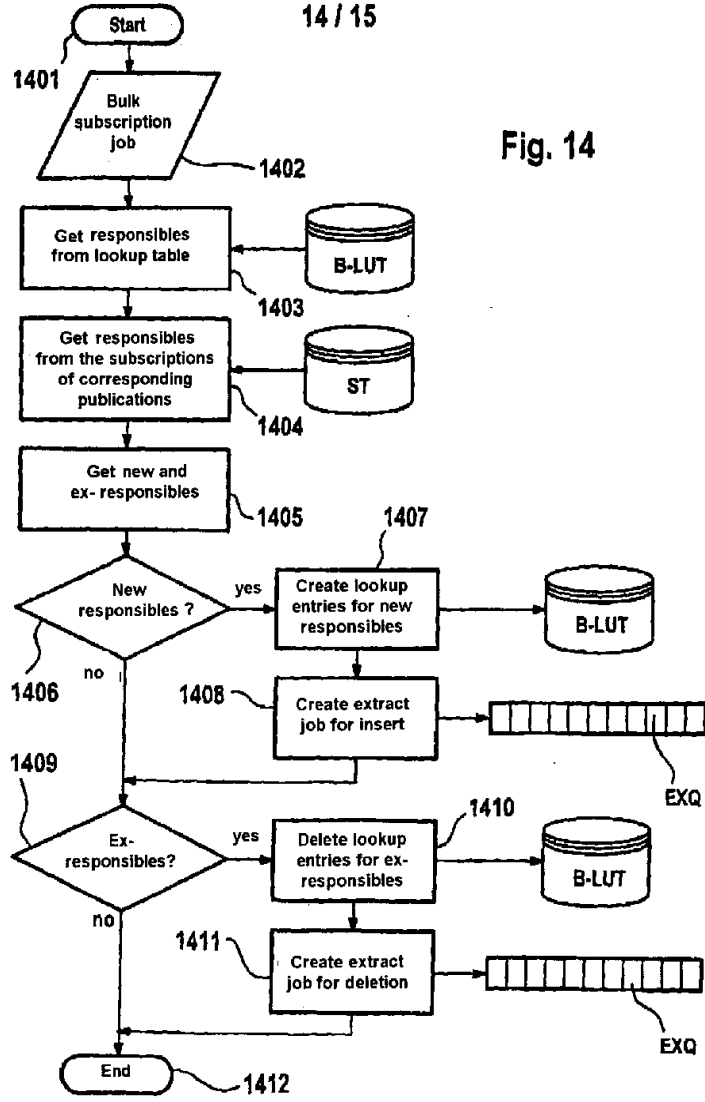 14 / 15
Start
1401
Bulk
subscription
job
1402
Fig. 14
Get responsibles
from lookup table
1403
B-LUT
Get responsibles
from the subscriptions
of corresponding
publications
1404
ST
Get new and
ex- responsibles
1405
New
responsibles ?
1406
yes
no
1407
Create lookup
entries for new
responsibles
B-LUT
1408
Create extract
job for insert
EXQ
1409
Ex-
responsibles?
yes
no
1410
Delete lookup
entries for ex-
responsibles
B-LUT
1411
Create extract
job for deletion
EXQ
End
1412